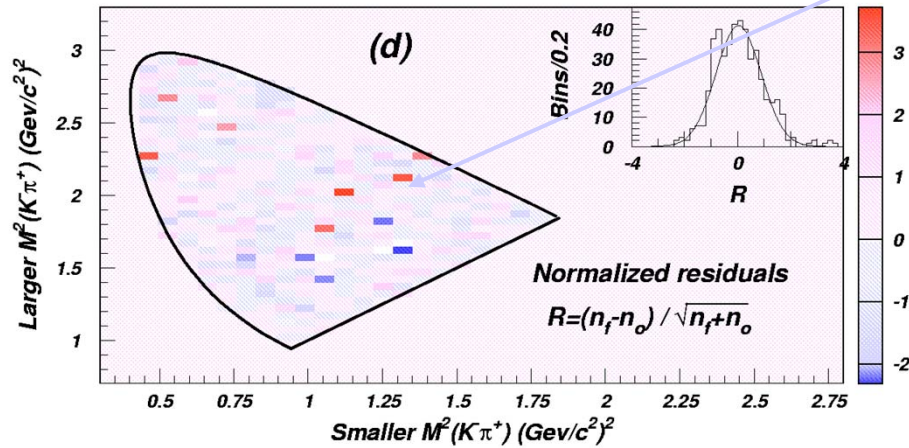 (d)
Larger M²(K⁻π⁺) (Gev/c²)²
3
2.5
2
1.5
1
0.5 0.75 1 1.25 1.5 1.75 2 2.25 2.5 2.75
Smaller M²(K⁻π⁺) (Gev/c²)²
Bins/0.2
40
30
20
10
0
-4 -2 0 2 4
R
Normalized residuals
R=(n_f-n_o) / √n_f+n_o
3
2
1
0
-1
-2